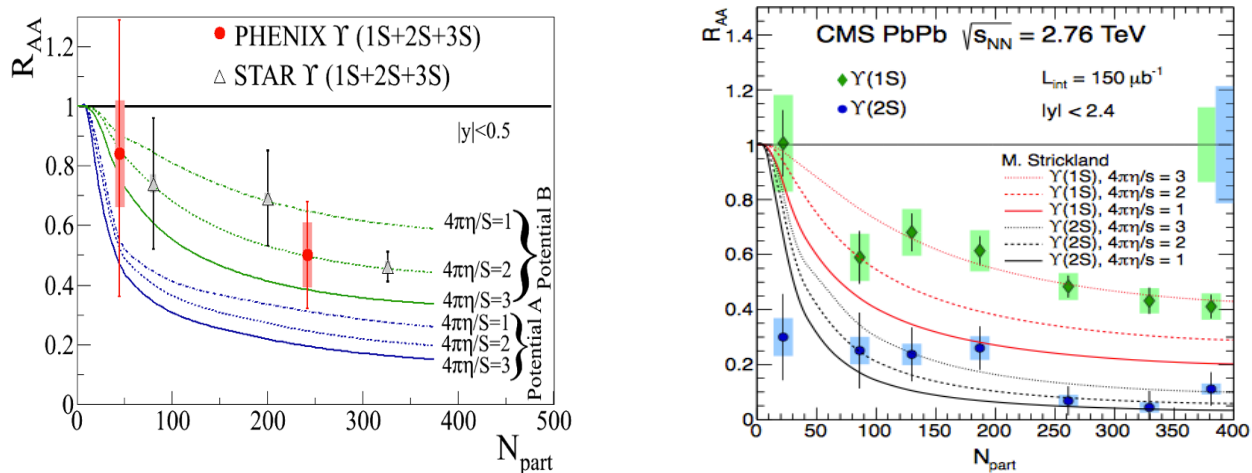 R_AA
PHENIX ϒ (1S+2S+3S)
STAR ϒ (1S+2S+3S)
|y|<0.5
1
0.8
0.6
0.4
0.2
0
4πη/S=1
4πη/S=2
4πη/S=3
Potential B
4πη/S=1
4πη/S=2
4πη/S=3
Potential A
0 100 200 300 400 500
N_part
R_AA
CMS PbPb √s_NN = 2.76 TeV
ϒ(1S)
ϒ(2S)
L_int = 150 μb⁻¹
|y| < 2.4
1.4
1.2
1
0.8
0.6
0.4
0.2
0
M. Strickland
ϒ(1S), 4πη/s = 3
ϒ(1S), 4πη/s = 2
ϒ(1S), 4πη/s = 1
ϒ(2S), 4πη/s = 3
ϒ(2S), 4πη/s = 2
ϒ(2S), 4πη/s = 1
0 50 100 150 200 250 300 350 400
N_part